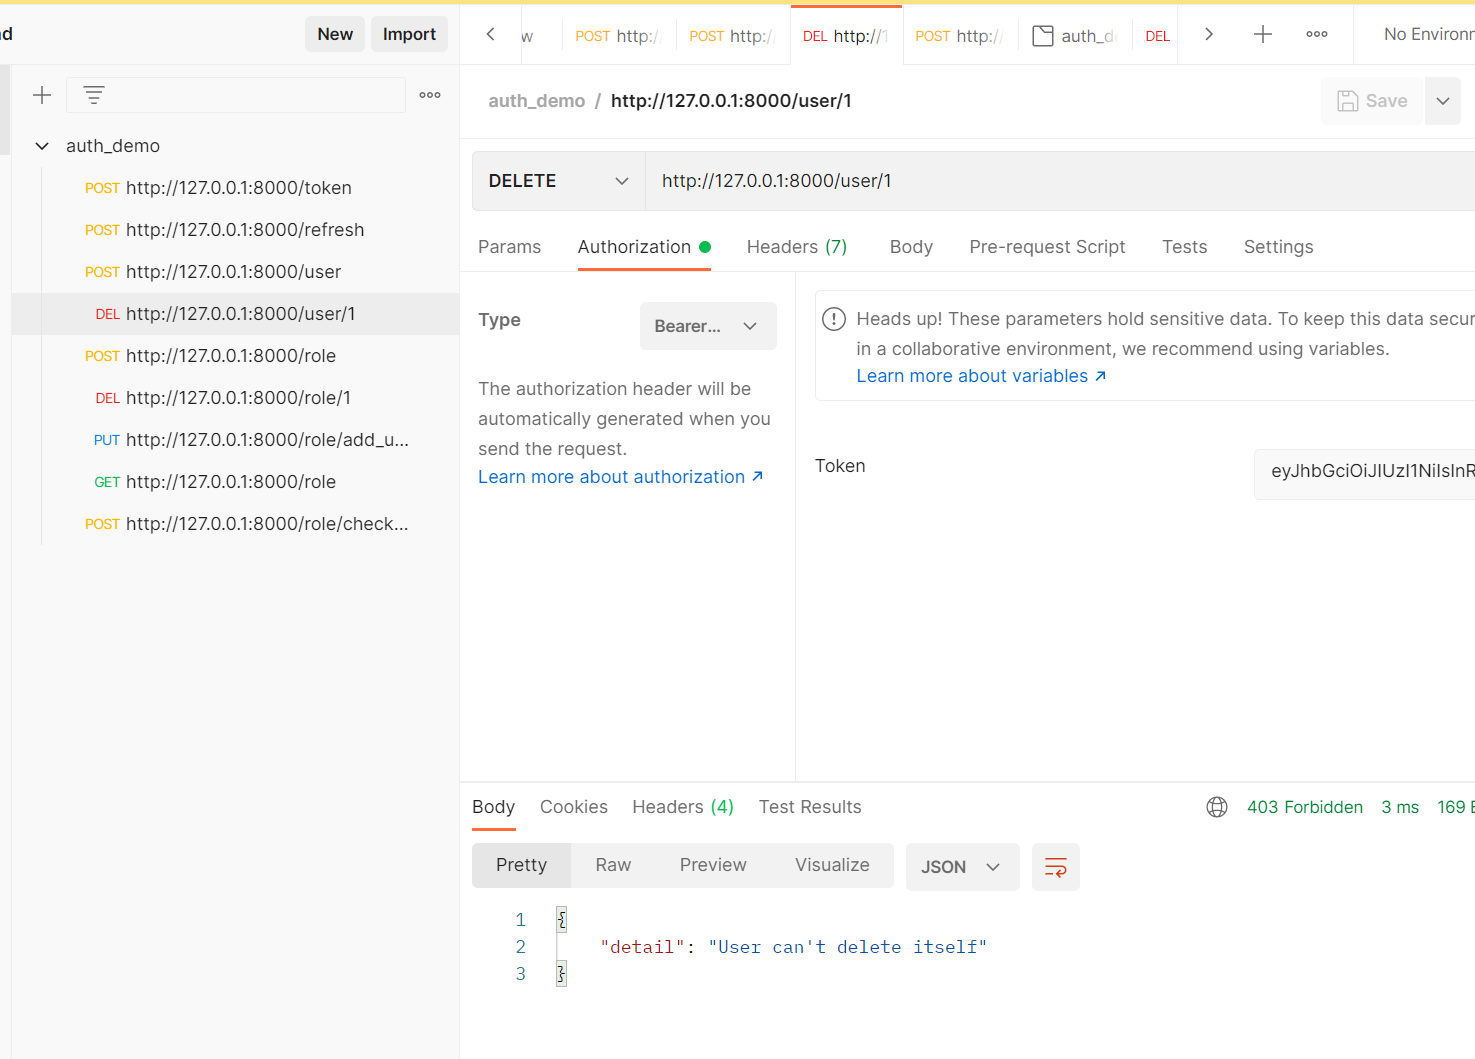 nd
New
Import
w
POST http:/
POST http:/
DEL http://1
POST http:/
auth_d
DEL
No Environm
auth_demo / http://127.0.0.1:8000/user/1
Save
auth_demo
POST http://127.0.0.1:8000/token
POST http://127.0.0.1:8000/refresh
POST http://127.0.0.1:8000/user
DEL http://127.0.0.1:8000/user/1
POST http://127.0.0.1:8000/role
DEL http://127.0.0.1:8000/role/1
PUT http://127.0.0.1:8000/role/add_u...
GET http://127.0.0.1:8000/role
POST http://127.0.0.1:8000/role/check...
DELETE
http://127.0.0.1:8000/user/1
Params
Authorization
Headers (7)
Body
Pre-request Script
Tests
Settings
Type
Bearer...
The authorization header will be
automatically generated when you
send the request.
Learn more about authorization ↗
Heads up! These parameters hold sensitive data. To keep this data secur
in a collaborative environment, we recommend using variables.
Learn more about variables ↗
Token
eyJhbGciOiJIUzI1NiIsInR
Body
Cookies
Headers (4)
Test Results
403 Forbidden
3 ms
169 B
Pretty
Raw
Preview
Visualize
JSON
1 {
2 "detail": "User can't delete itself"
3 }